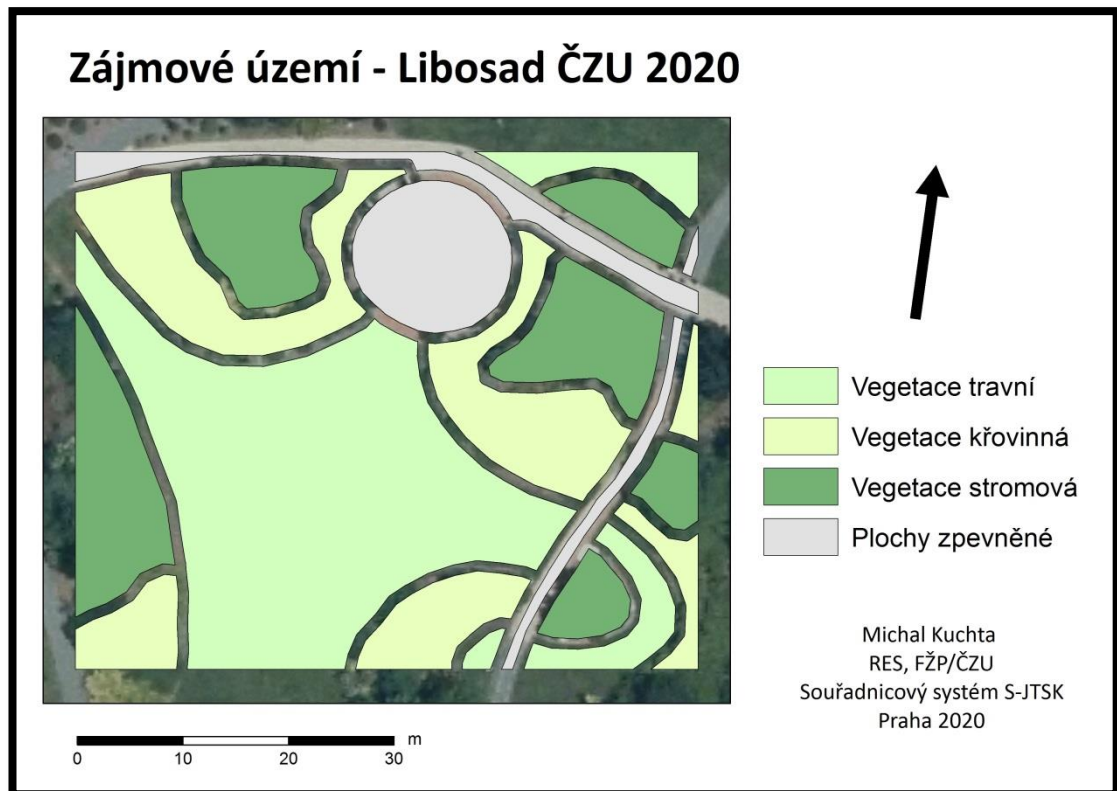 Zájmové území - Libosad ČZU 2020
Vegetace travní
Vegetace křovinná
Vegetace stromová
Plochy zpevněné
Michal Kuchta
RES, FŽP/ČZU
Souřadnicový systém S-JTSK
Praha 2020
m
0 10 20 30